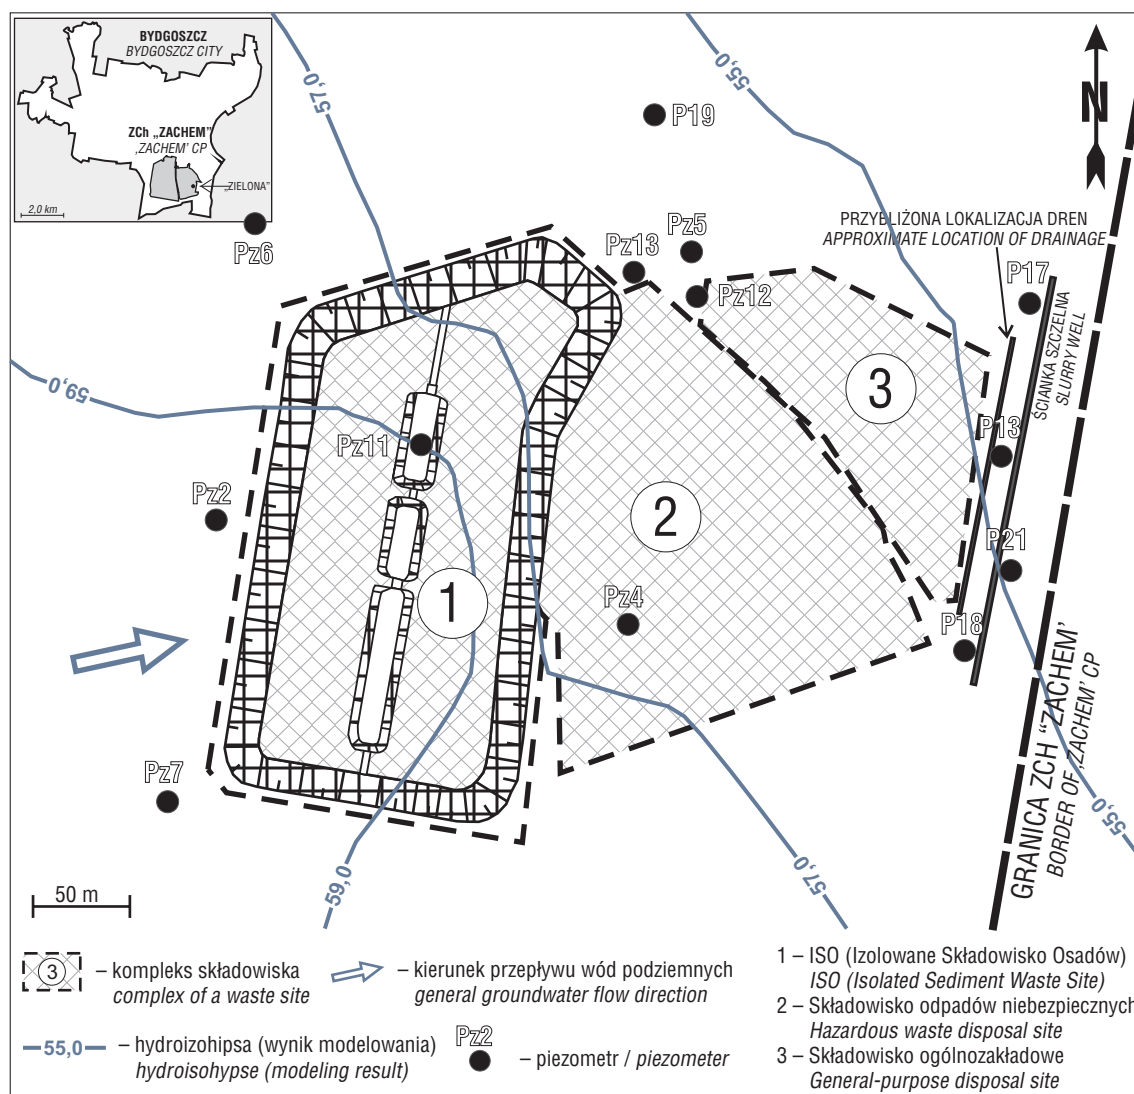 BYDGOSZCZ
BYDGOSZCZ CITY
ZCh „ZACHEM”
‚ZACHEM’ CP
„ZIELONA”
2,0 km
57,0
55,0
N
P19
PRZYBLIŻONA LOKALIZACJA DREN
APPROXIMATE LOCATION OF DRAINAGE
Pz6
Pz13
Pz5
Pz12
P17
ŚCIANKA SZCZELNA
SLURRY WELL
59,0
3
Pz11
P13
Pz2
2
P21
1
Pz4
P18
GRANICA ZCH “ZACHEM’
BORDER OF ‚ZACHEM’ CP
Pz7
55,0
57,0
59,0
50 m
3 – kompleks składowiska
complex of a waste site
– kierunek przepływu wód podziemnych
general groundwater flow direction
55,0 – hydroizohipsa (wynik modelowania)
hydroisohypse (modeling result)
Pz2
– piezometr / piezometer
1 – ISO (Izolowane Składowisko Osadów)
ISO (Isolated Sediment Waste Site)
2 – Składowisko odpadów niebezpiecznych
Hazardous waste disposal site
3 – Składowisko ogólnozakładowe
General-purpose disposal site